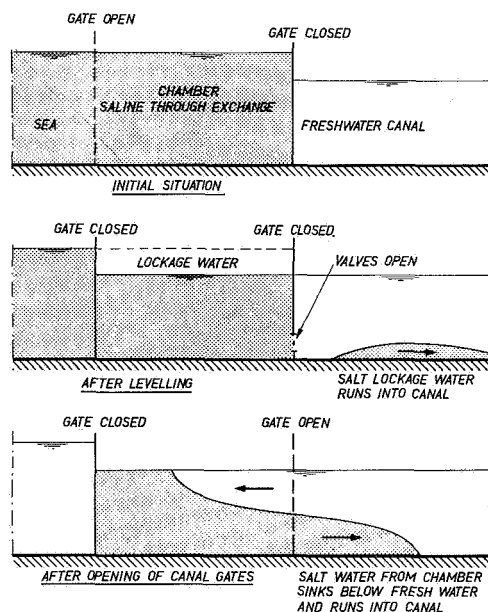 GATE OPEN
GATE CLOSED
CHAMBER
SALINE THROUGH EXCHANGE
SEA
FRESHWATER CANAL
INITIAL SITUATION
GATE CLOSED
GATE CLOSED
LOCKAGE WATER
VALVES OPEN
AFTER LEVELLING
SALT LOCKAGE WATER
RUNS INTO CANAL
GATE CLOSED
GATE OPEN
AFTER OPENING OF CANAL GATES
SALT WATER FROM CHAMBER
SINKS BELOW FRESH WATER
AND RUNS INTO CANAL